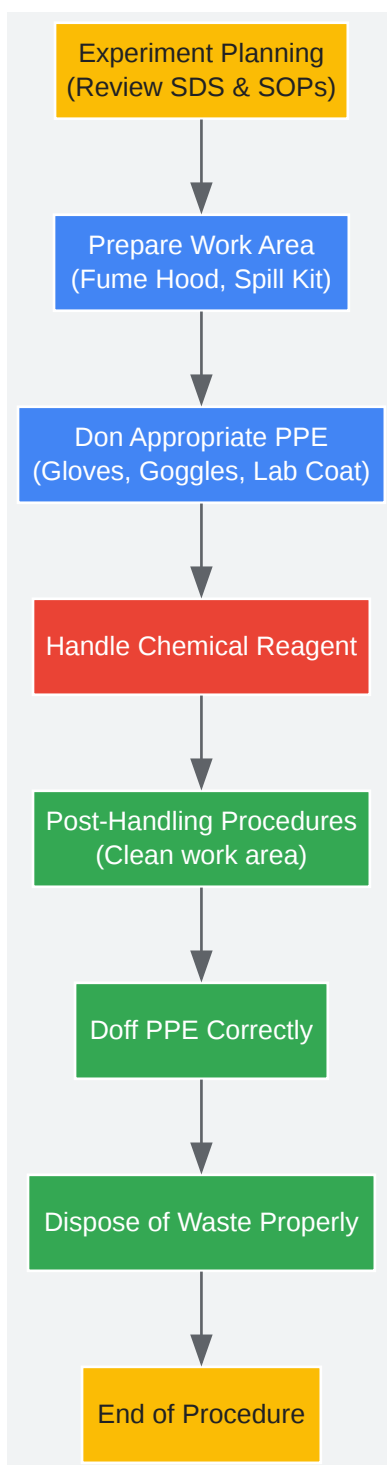 Experiment Planning
(Review SDS & SOPs)
Prepare Work Area
(Fume Hood, Spill Kit)
Don Appropriate PPE
(Gloves, Goggles, Lab Coat)
Handle Chemical Reagent
Post-Handling Procedures
(Clean work area)
Doff PPE Correctly
Dispose of Waste Properly
End of Procedure